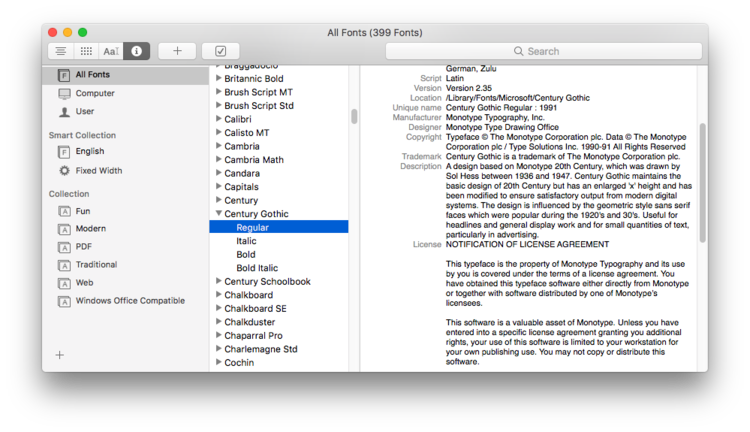 All Fonts (399 Fonts)
Search
All Fonts
Computer
User
Smart Collection
English
Fixed Width
Collection
Fun
Modern
PDF
Traditional
Web
Windows Office Compatible
Braggadocio
Britannic Bold
Brush Script MT
Brush Script Std
Calibri
Calisto MT
Cambria
Cambria Math
Candara
Capitals
Century
Century Gothic
Regular
Italic
Bold
Bold Italic
Century Schoolbook
Chalkboard
Chalkboard SE
Chalkduster
Chaparral Pro
Charlemagne Std
Cochin
German, Zulu
Script Latin
Version Version 2.35
Location /Library/Fonts/Microsoft/Century Gothic
Unique name Century Gothic Regular : 1991
Manufacturer Monotype Typography, Inc.
Designer Monotype Type Drawing Office
Copyright Typeface © The Monotype Corporation plc. Data © The Monotype
Corporation plc / Type Solutions Inc. 1990-91 All Rights Reserved
Trademark Century Gothic is a trademark of The Monotype Corporation plc.
Description A design based on Monotype 20th Century, which was drawn by
Sol Hess between 1936 and 1947. Century Gothic maintains the
basic design of 20th Century but has an enlarged 'x' height and has
been modified to ensure satisfactory output from modern digital
systems. The design is influenced by the geometric style sans serif
faces which were popular during the 1920's and 30's. Useful for
headlines and general display work and for small quantities of text,
particularly in advertising.
License NOTIFICATION OF LICENSE AGREEMENT
This typeface is the property of Monotype Typography and its use
by you is covered under the terms of a license agreement. You
have obtained this typeface software either directly from Monotype
or together with software distributed by one of Monotype's
licensees.
This software is a valuable asset of Monotype. Unless you have
entered into a specific license agreement granting you additional
rights, your use of this software is limited to your workstation for
your own publishing use. You may not copy or distribute this
software.